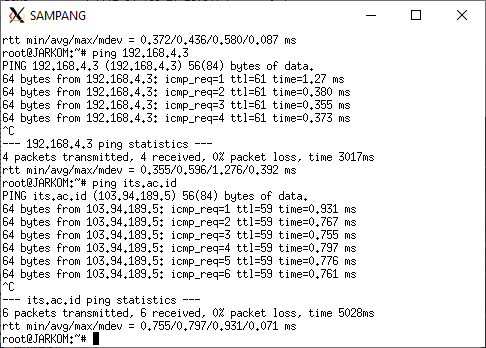 SAMPANG
rtt min/avg/max/mdev = 0.372/0.436/0.580/0.087 ms
root@JARKOM:~# ping 192.168.4.3
PING 192.168.4.3 (192.168.4.3) 56(84) bytes of data.
64 bytes from 192.168.4.3: icmp_req=1 ttl=61 time=1.27 ms
64 bytes from 192.168.4.3: icmp_req=2 ttl=61 time=0.380 ms
64 bytes from 192.168.4.3: icmp_req=3 ttl=61 time=0.355 ms
64 bytes from 192.168.4.3: icmp_req=4 ttl=61 time=0.373 ms
^C
--- 192.168.4.3 ping statistics ---
4 packets transmitted, 4 received, 0% packet loss, time 3017ms
rtt min/avg/max/mdev = 0.355/0.596/1.276/0.392 ms
root@JARKOM:~# ping its.ac.id
PING its.ac.id (103.94.189.5) 56(84) bytes of data.
64 bytes from 103.94.189.5: icmp_req=1 ttl=59 time=0.931 ms
64 bytes from 103.94.189.5: icmp_req=2 ttl=59 time=0.767 ms
64 bytes from 103.94.189.5: icmp_req=3 ttl=59 time=0.755 ms
64 bytes from 103.94.189.5: icmp_req=4 ttl=59 time=0.797 ms
64 bytes from 103.94.189.5: icmp_req=5 ttl=59 time=0.776 ms
64 bytes from 103.94.189.5: icmp_req=6 ttl=59 time=0.761 ms
^C
--- its.ac.id ping statistics ---
6 packets transmitted, 6 received, 0% packet loss, time 5028ms
rtt min/avg/max/mdev = 0.755/0.797/0.931/0.071 ms
root@JARKOM:~#